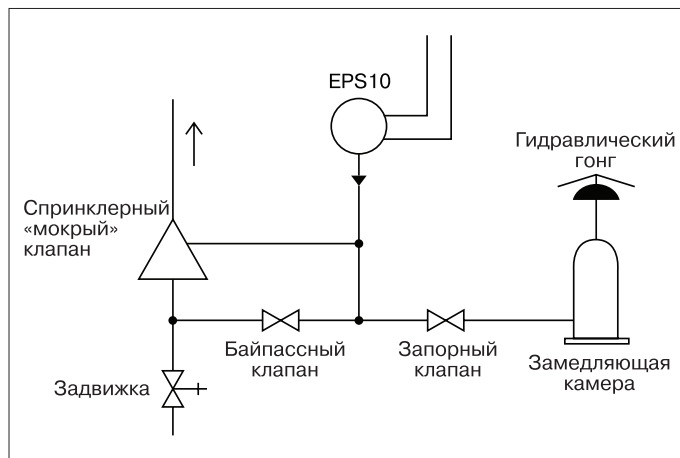 EPS10
Гидравлический
гонг
Спринклерный
«мокрый»
клапан
Байпассный
клапан
Запорный
клапан
Замедляющая
камера
Задвижка